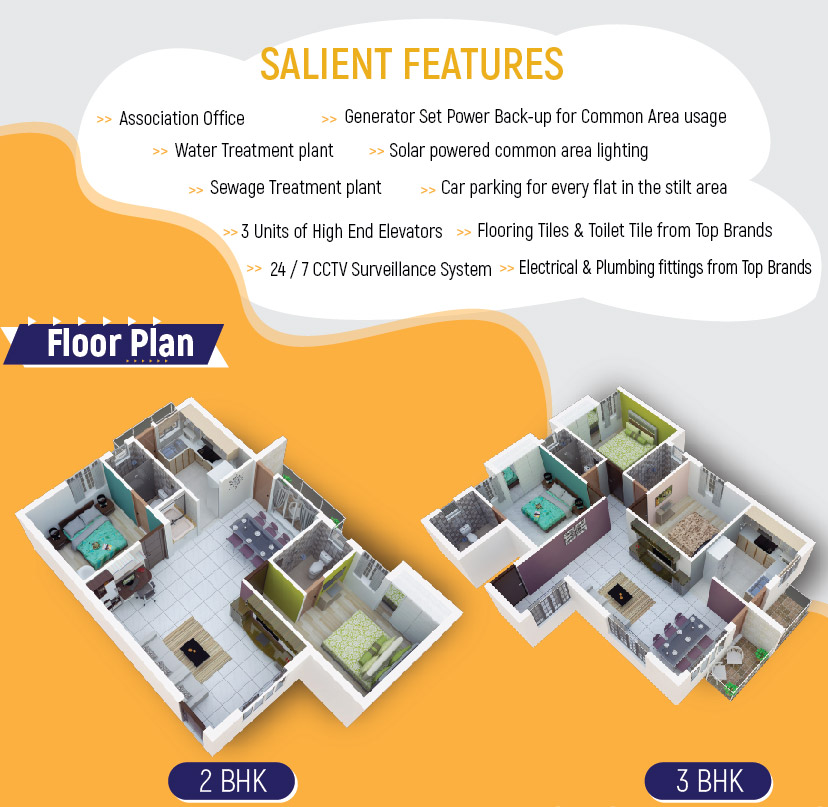 SALIENT FEATURES
>> Association Office >> Generator Set Power Back-up for Common Area usage
>> Water Treatment plant >> Solar powered common area lighting
>> Sewage Treatment plant >> Car parking for every flat in the stilt area
>> 3 Units of High End Elevators >> Flooring Tiles & Toilet Tile from Top Brands
>> 24 / 7 CCTV Surveillance System >> Electrical & Plumbing fittings from Top Brands
Floor Plan
2 BHK 3 BHK